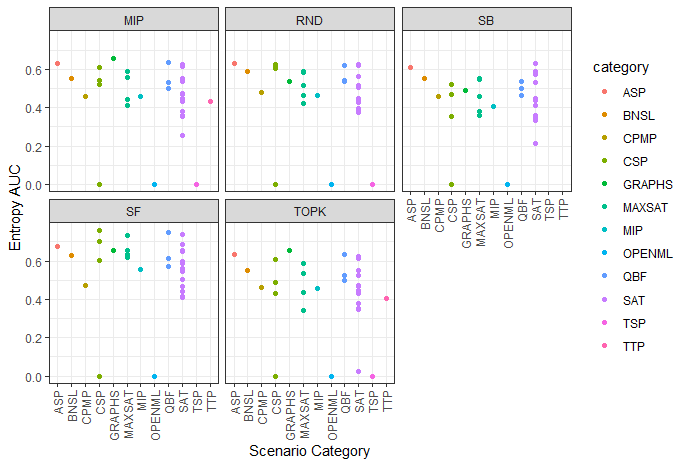 MIP
RND
SB
category
ASP
BNSL
CPMP
CSP
GRAPHS
MAXSAT
MIP
OPENML
QBF
SAT
TSP
TTP
Entropy AUC
0.6
0.4
0.2
0.0
ASP
BNSL
CPMP
CSP
GRAPHS
MAXSAT
MIP
OPENML
QBF
SAT
TSP
TTP
SF
TOPK
0.6
0.4
0.2
0.0
ASP
BNSL
CPMP
CSP
GRAPHS
MAXSAT
MIP
OPENML
QBF
SAT
TSP
TTP
ASP
BNSL
CPMP
CSP
GRAPHS
MAXSAT
MIP
OPENML
QBF
SAT
TSP
TTP
Scenario Category